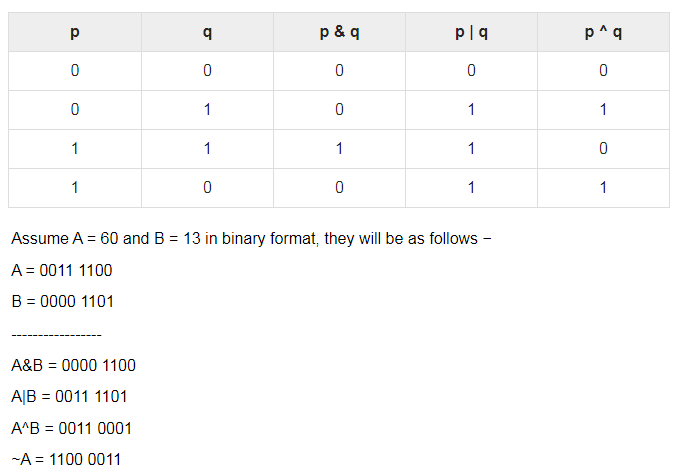 p q p & q p | q p ^ q
0 0 0 0 0
0 1 0 1 1
1 1 1 1 0
1 0 0 1 1
Assume A = 60 and B = 13 in binary format, they will be as follows −
A = 0011 1100
B = 0000 1101
-----------------
A&B = 0000 1100
A|B = 0011 1101
A^B = 0011 0001
~A = 1100 0011